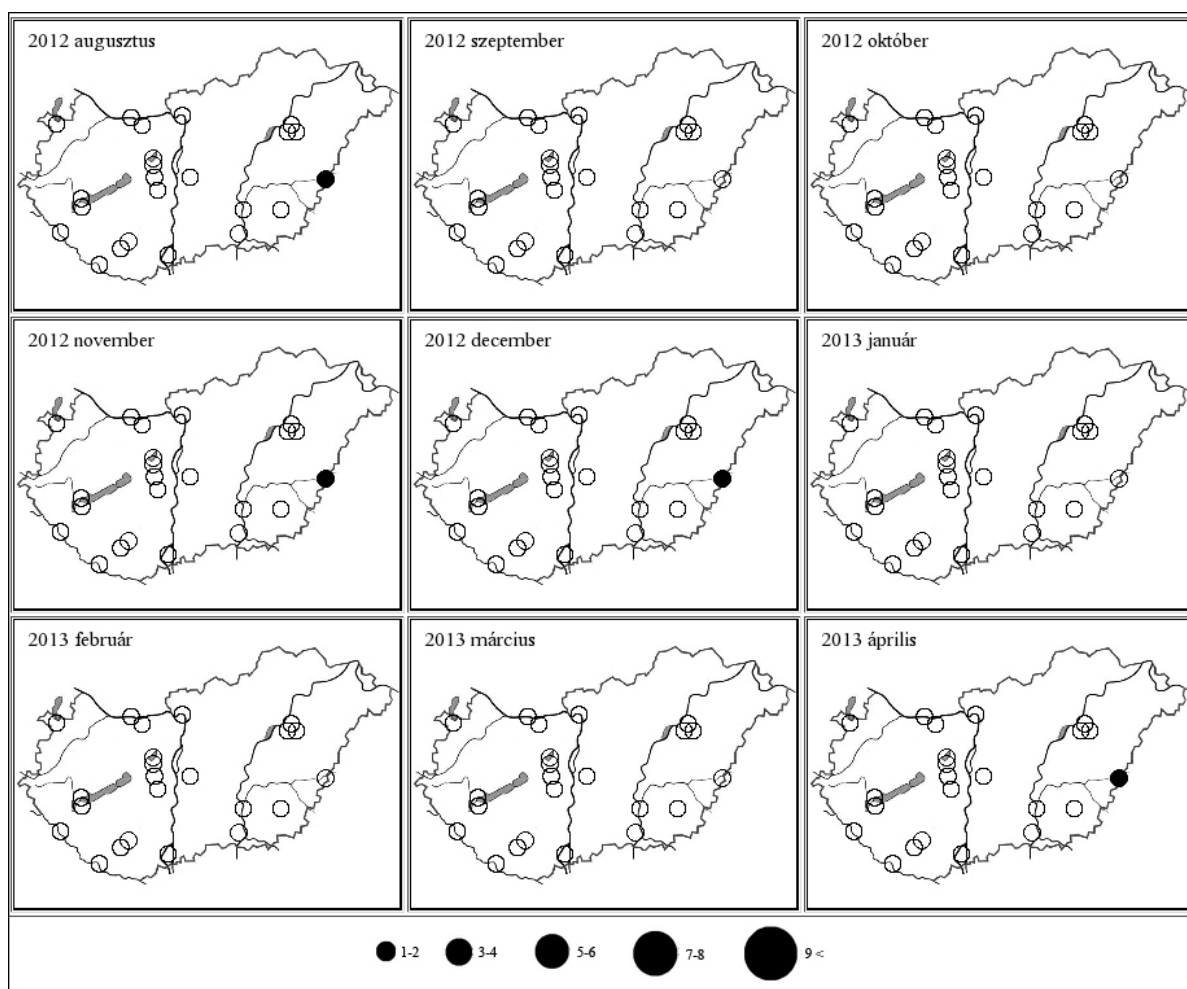 2012 augusztus
2012 szeptember
2012 október
2012 november
2012 december
2013 január
2013 február
2013 március
2013 április
1-2
3-4
5-6
7-8
9 <